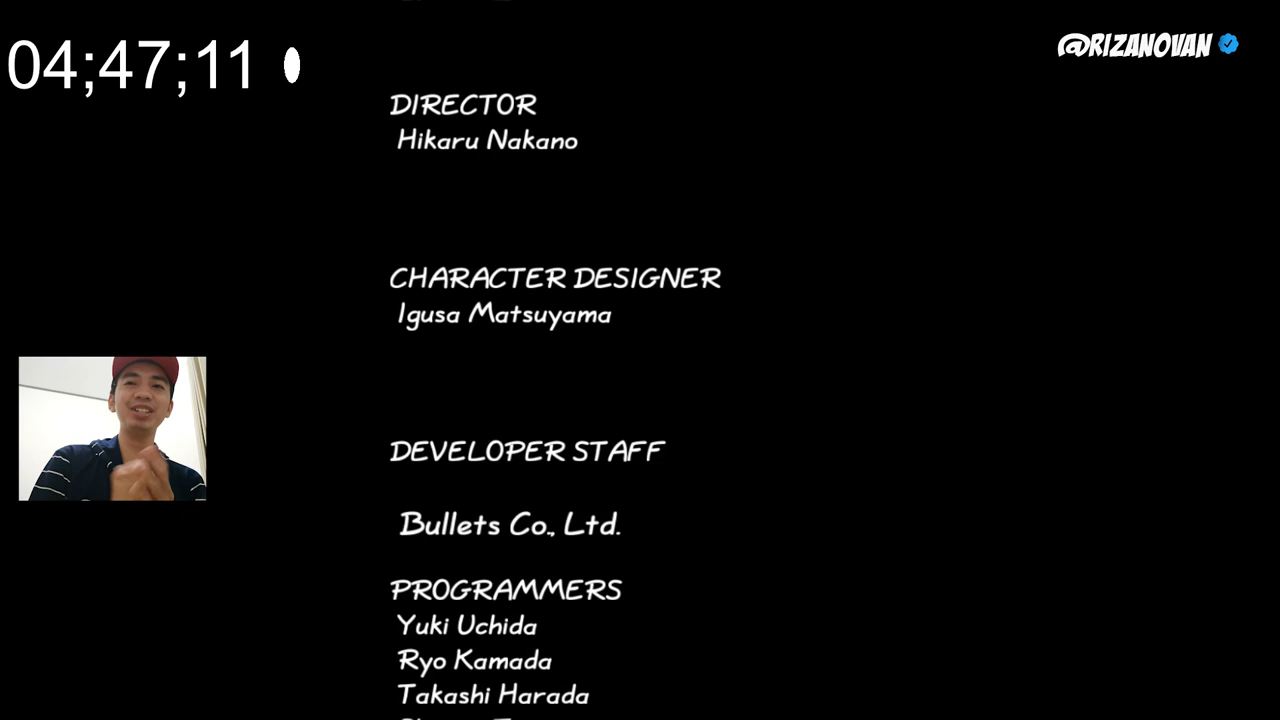 04;47;11
@RIZANOVAN
DIRECTOR
Hikaru Nakano
CHARACTER DESIGNER
Igusa Matsuyama
DEVELOPER STAFF
Bullets Co., Ltd.
PROGRAMMERS
Yuki Uchida
Ryo Kamada
Takashi Harada